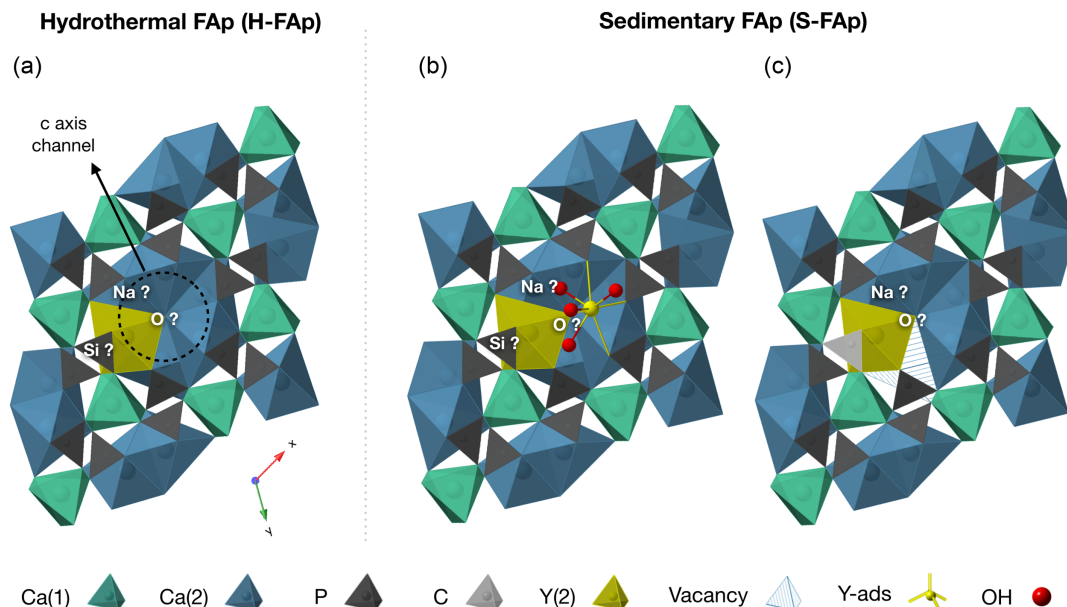 Hydrothermal FAp (H-FAp)
Sedimentary FAp (S-FAp)
(a)
(b)
(c)
c axis
channel
Na ?
O ?
Si ?
Na ?
O ?
Si ?
Na ?
O ?
x
y
Ca(1)
Ca(2)
P
C
Y(2)
Vacancy
Y-ads
OH